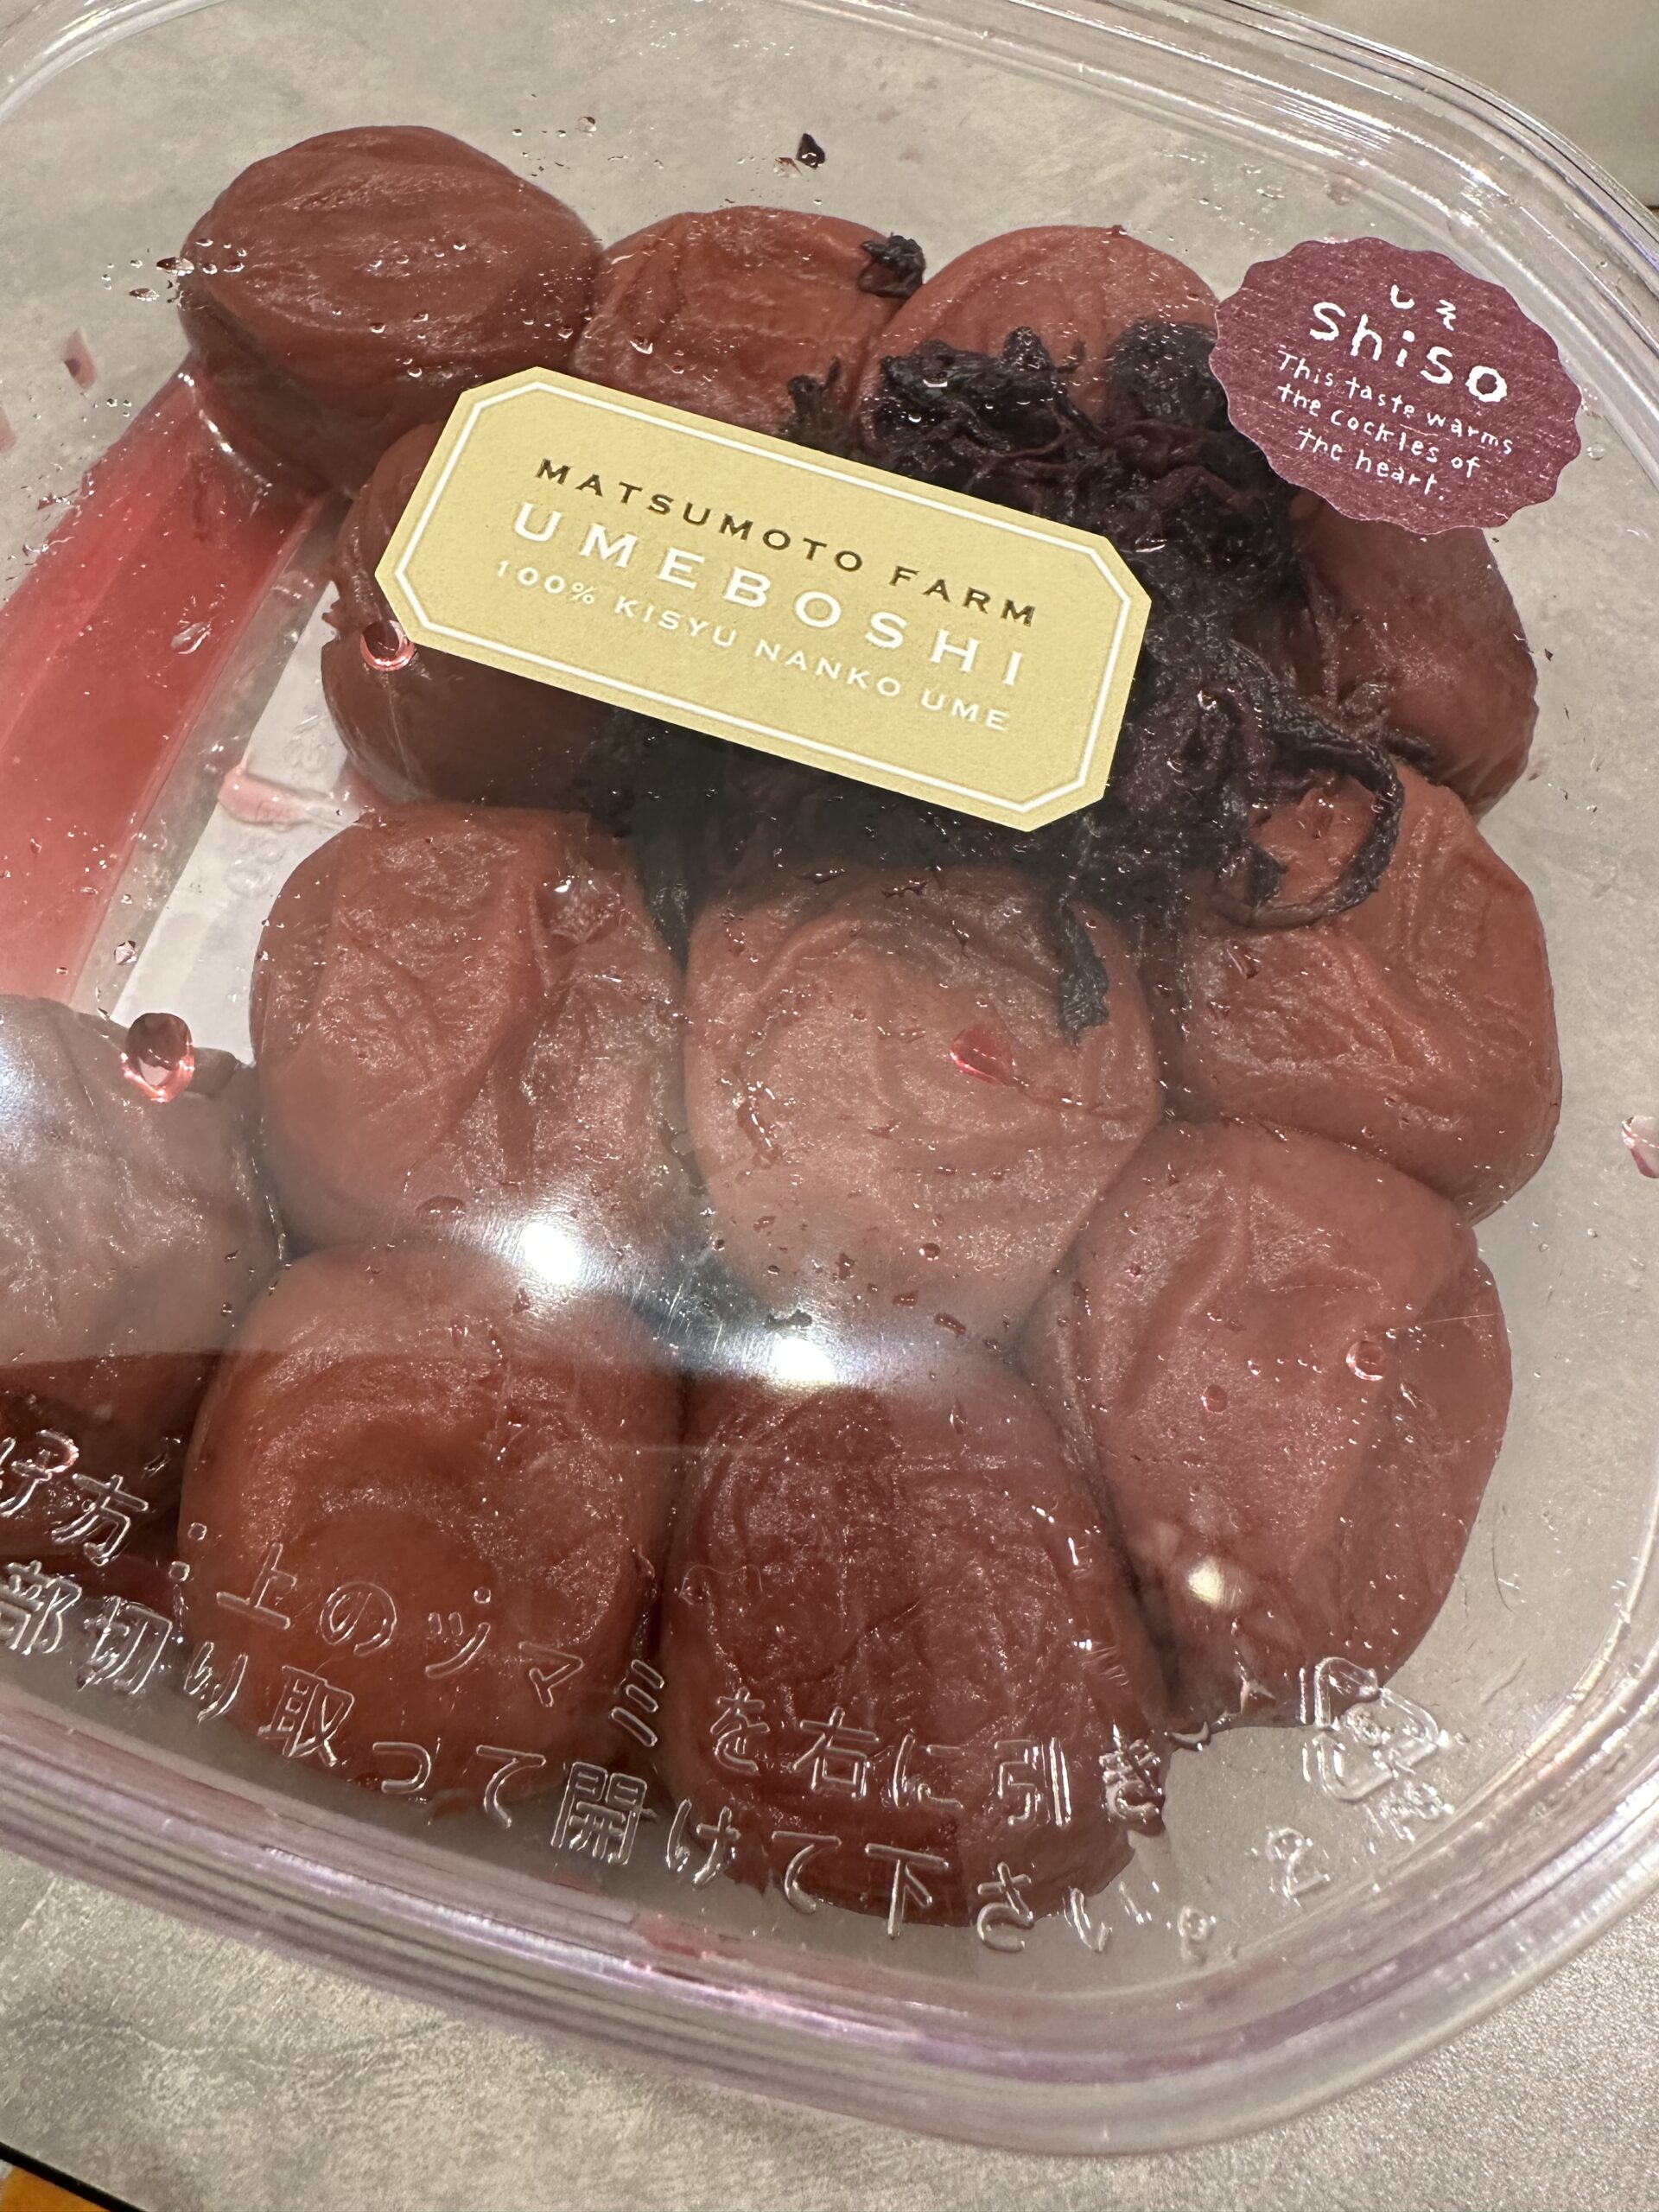 しそ
shiso
This taste warms
the cockles of
the heart.
MATSUMOTO FARM
UMEBOSHI
100% KISYU NANKO UME
け方:上のツマミを右に引き
部切り取って開けて下さい。